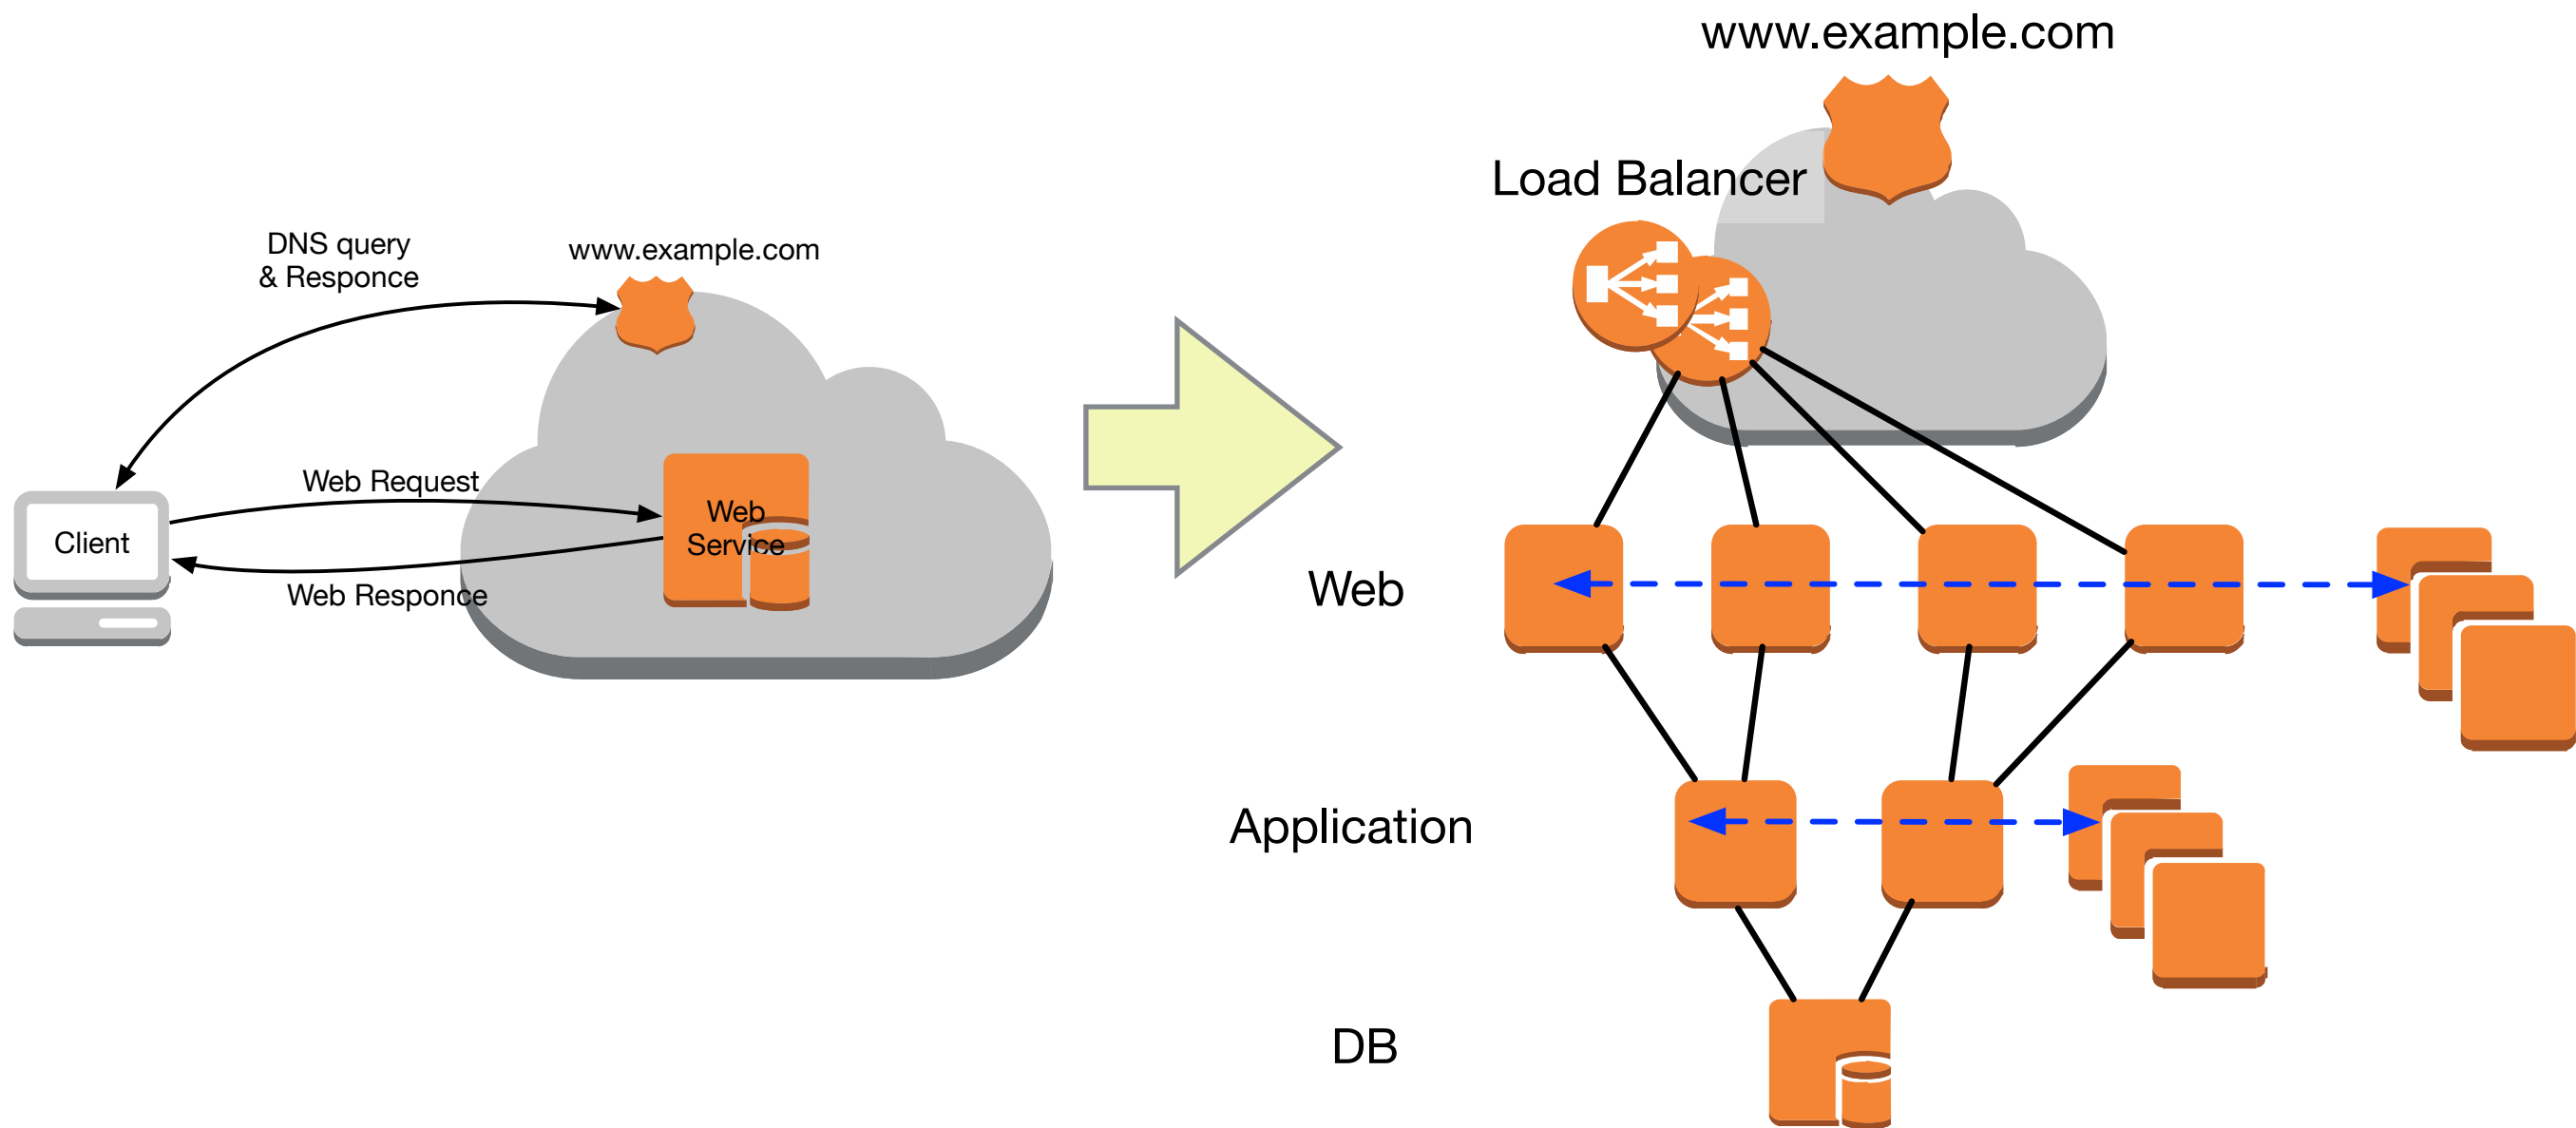 www.example.com
Load Balancer
DNS query
& Responce
www.example.com
Web Request
Client
Web
Service
Web Responce
Web
Application
DB